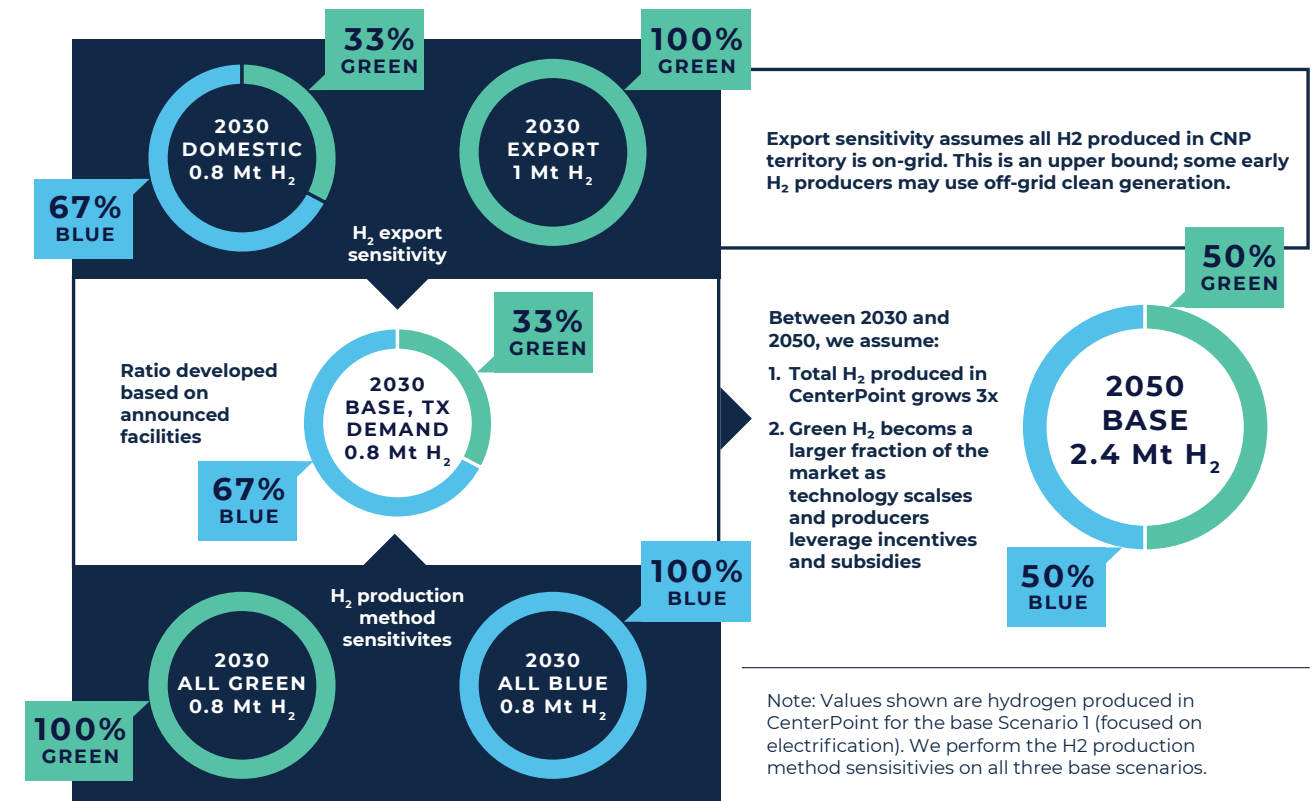 33%
GREEN
100%
GREEN
2030
DOMESTIC
0.8 Mt H2
2030
EXPORT
1 Mt H2
67%
BLUE
H2 export
sensitivity
Export sensitivity assumes all H2 produced in CNP
territory is on-grid. This is an upper bound; some early
H2 producers may use off-grid clean generation.
Ratio developed
based on
announced
facilities
33%
GREEN
2030
BASE, TX
DEMAND
0.8 Mt H2
67%
BLUE
Between 2030 and
2050, we assume:
1. Total H2 produced in
CenterPoint grows 3x
2. Green H2 becoms a
larger fraction of the
market as
technology scalses
and producers
leverage incentives
and subsidies
50%
GREEN
2050
BASE
2.4 Mt H2
50%
BLUE
H2 production
method
sensitivites
100%
BLUE
2030
ALL GREEN
0.8 Mt H2
2030
ALL BLUE
0.8 Mt H2
100%
GREEN
Note: Values shown are hydrogen produced in
CenterPoint for the base Scenario 1 (focused on
electrification). We perform the H2 production
method sensisitivies on all three base scenarios.